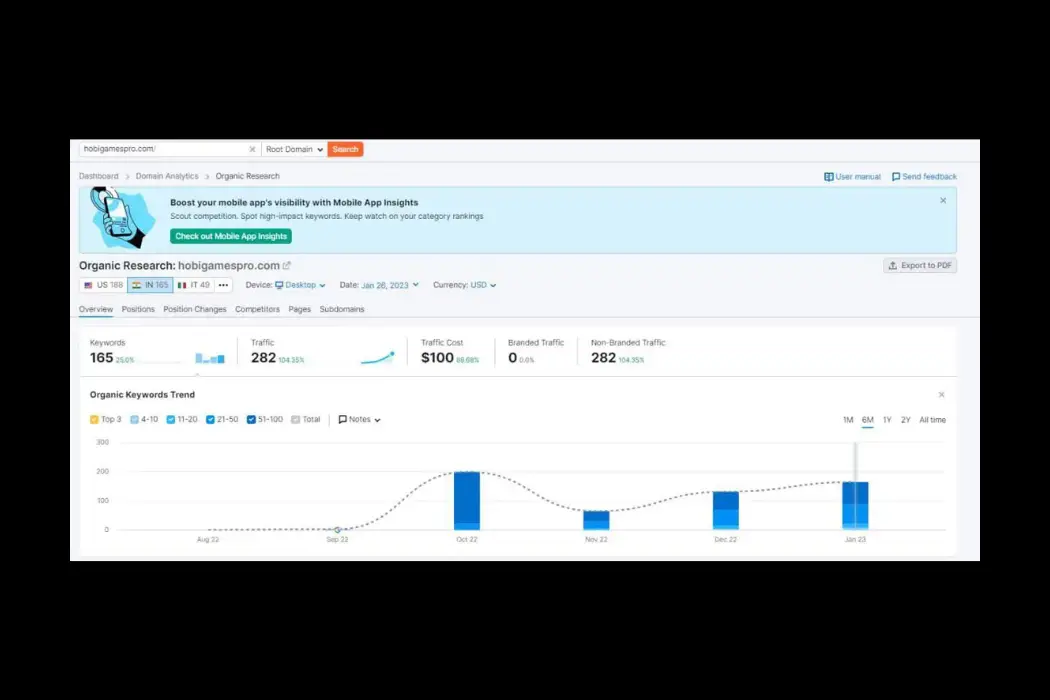 hobigamespro.com/ × Root Domain Search
Dashboard > Domain Analytics > Organic Research User manual Send feedback
Boost your mobile app's visibility with Mobile App Insights
Scout competition. Spot high-impact keywords. Keep watch on your category rankings
Check out Mobile App Insights
Organic Research: hobigamespro.com Export to PDF
US 188 IN 165 IT 49 ••• Device: Desktop Date: Jan 26, 2023 Currency: USD
Overview Positions Position Changes Competitors Pages Subdomains
Keywords Traffic Traffic Cost Branded Traffic Non-Branded Traffic
165 25.0% 282 104.35% $100 0 0.0% 282 104.35%
Organic Keywords Trend
Top 3 4-10 11-20 21-50 51-100 Total Notes 1M 6M 1Y 2Y All time
300
200
100
0
Aug 22 Sep 22 Oct 22 Nov 22 Dec 22 Jan 23